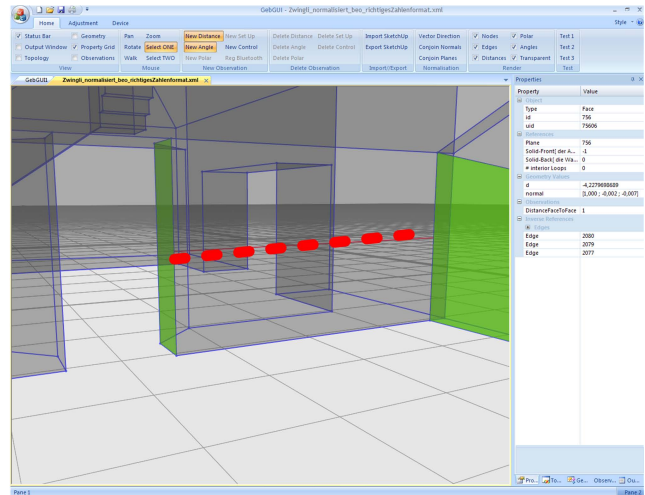 GebGUI - Zwingli_normalisiert_beo_richtigesZahlenformat.xml
Home Adjustment Device Style
Status Bar Geometry Pan Zoom New Distance New Set Up Delete Distance Delete Set Up Import SketchUp Vector Direction Nodes Polar Test 1
Output Window Property Grid Rotate Select ONE New Angle New Control Delete Angle Delete Control Export SketchUp Conjoin Normals Edges Angles Test 2
Topology Observations Walk Select TWO New Polar Reg Bluetooth Delete Polar Conjoin Planes Distances Transparent Test 3
View Mouse New Observation Delete Observation Import/Export Normalisation Render Test
GebGUI1 Zwingli_normalisiert_beo_richtigesZahlenformat.xml
Properties
Property Value
Object
Type Face
id 756
uid 75606
References
Plane 756
Solid-Front[ der A... -1
Solid-Back[ die Wa... 0
# interior Loops 0
Geometry Values
d -4,2279698689
normal [1,000 ; -0,002 ; -0,007]
Observations
DistanceFaceToFace 1
Inverse References
Edges
Edge 2080
Edge 2079
Edge 2077
Pro... To... Ge... Observ... Ou...
Pane 1 Pane 2